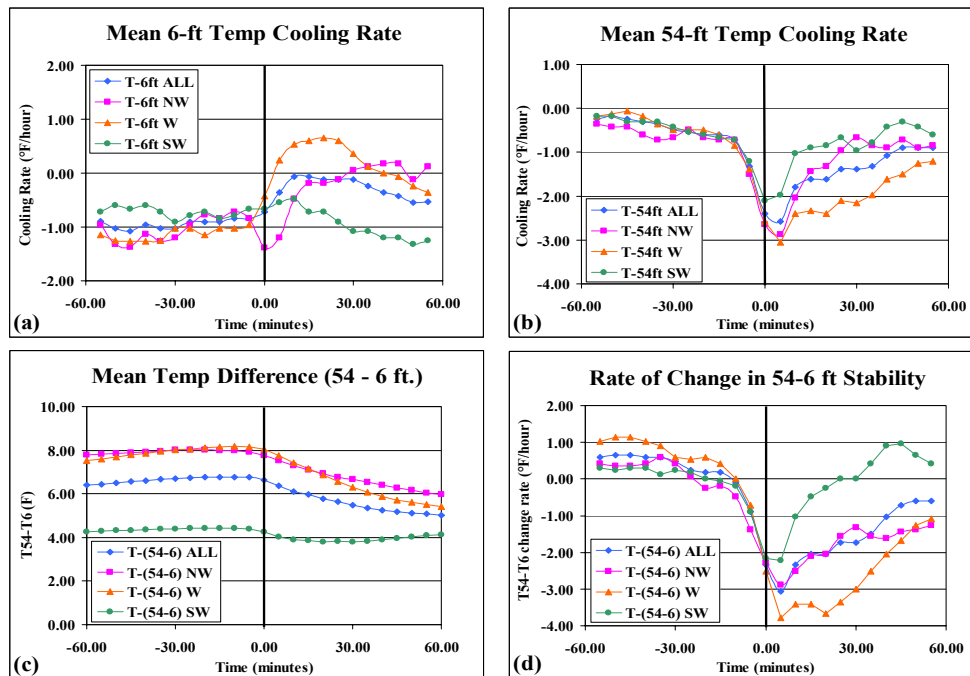 Mean 6-ft Temp Cooling Rate
Cooling Rate (°F/hour)
2.00
1.00
0.00
-1.00
-2.00
T-6ft ALL
T-6ft NW
T-6ft W
T-6ft SW
-60.00 -30.00 0.00 30.00 60.00
Time (minutes)
(a)
Mean 54-ft Temp Cooling Rate
Cooling Rate (°F/hour)
1.00
0.00
-1.00
-2.00
-3.00
-4.00
T-54ft ALL
T-54ft NW
T-54ft W
T-54ft SW
-60.00 -30.00 0.00 30.00 60.00
Time (minutes)
(b)
Mean Temp Difference (54 - 6 ft.)
T54-T6 (F)
10.00
8.00
6.00
4.00
2.00
0.00
T-(54-6) ALL
T-(54-6) NW
T-(54-6) W
T-(54-6) SW
-60.00 -30.00 0.00 30.00 60.00
Time (minutes)
(c)
Rate of Change in 54-6 ft Stability
T54-T6 change rate (°F/hour)
2.00
1.00
0.00
-1.00
-2.00
-3.00
-4.00
T-(54-6) ALL
T-(54-6) NW
T-(54-6) W
T-(54-6) SW
-60.00 -30.00 0.00 30.00 60.00
Time (minutes)
(d)